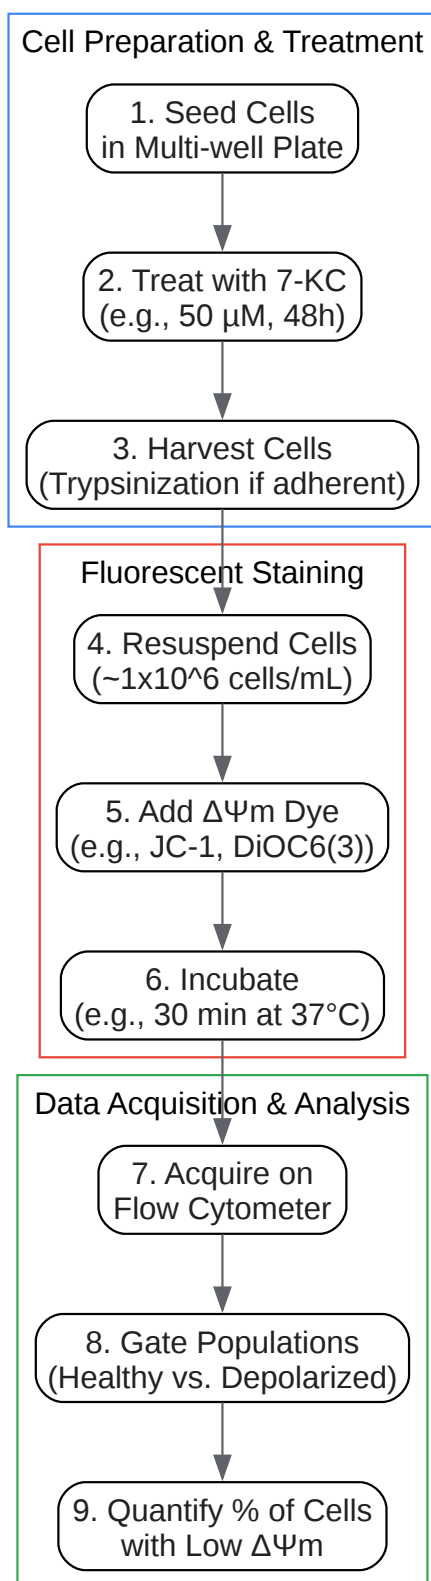 Cell Preparation & Treatment
1. Seed Cells
in Multi-well Plate
2. Treat with 7-KC
(e.g., 50 µM, 48h)
3. Harvest Cells
(Trypsinization if adherent)
Fluorescent Staining
4. Resuspend Cells
(~1x10^6 cells/mL)
5. Add ΔΨm Dye
(e.g., JC-1, DiOC6(3))
6. Incubate
(e.g., 30 min at 37°C)
Data Acquisition & Analysis
7. Acquire on
Flow Cytometer
8. Gate Populations
(Healthy vs. Depolarized)
9. Quantify % of Cells
with Low ΔΨm